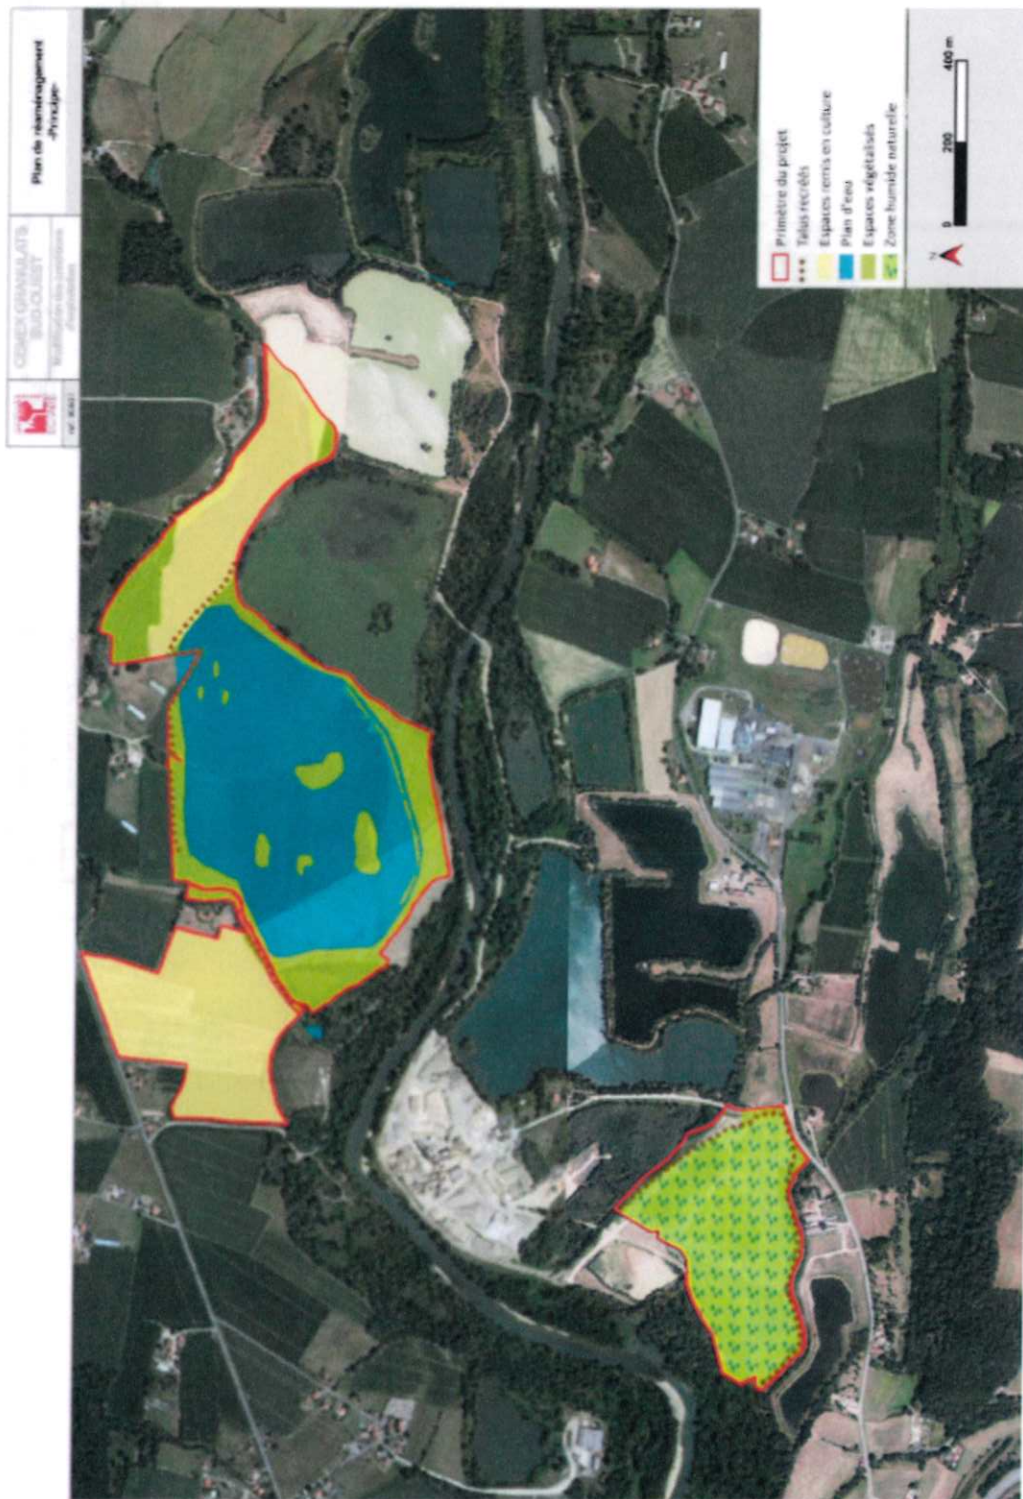 Plan de réaménagement
-Principe-
CEMEX GRANULATS
SUD-OUEST
Périmètre du projet
Talus recréés
Espaces remis en culture
Plan d'eau
Espaces végétalisés
Zone humide naturelle
N
0 200 400 m